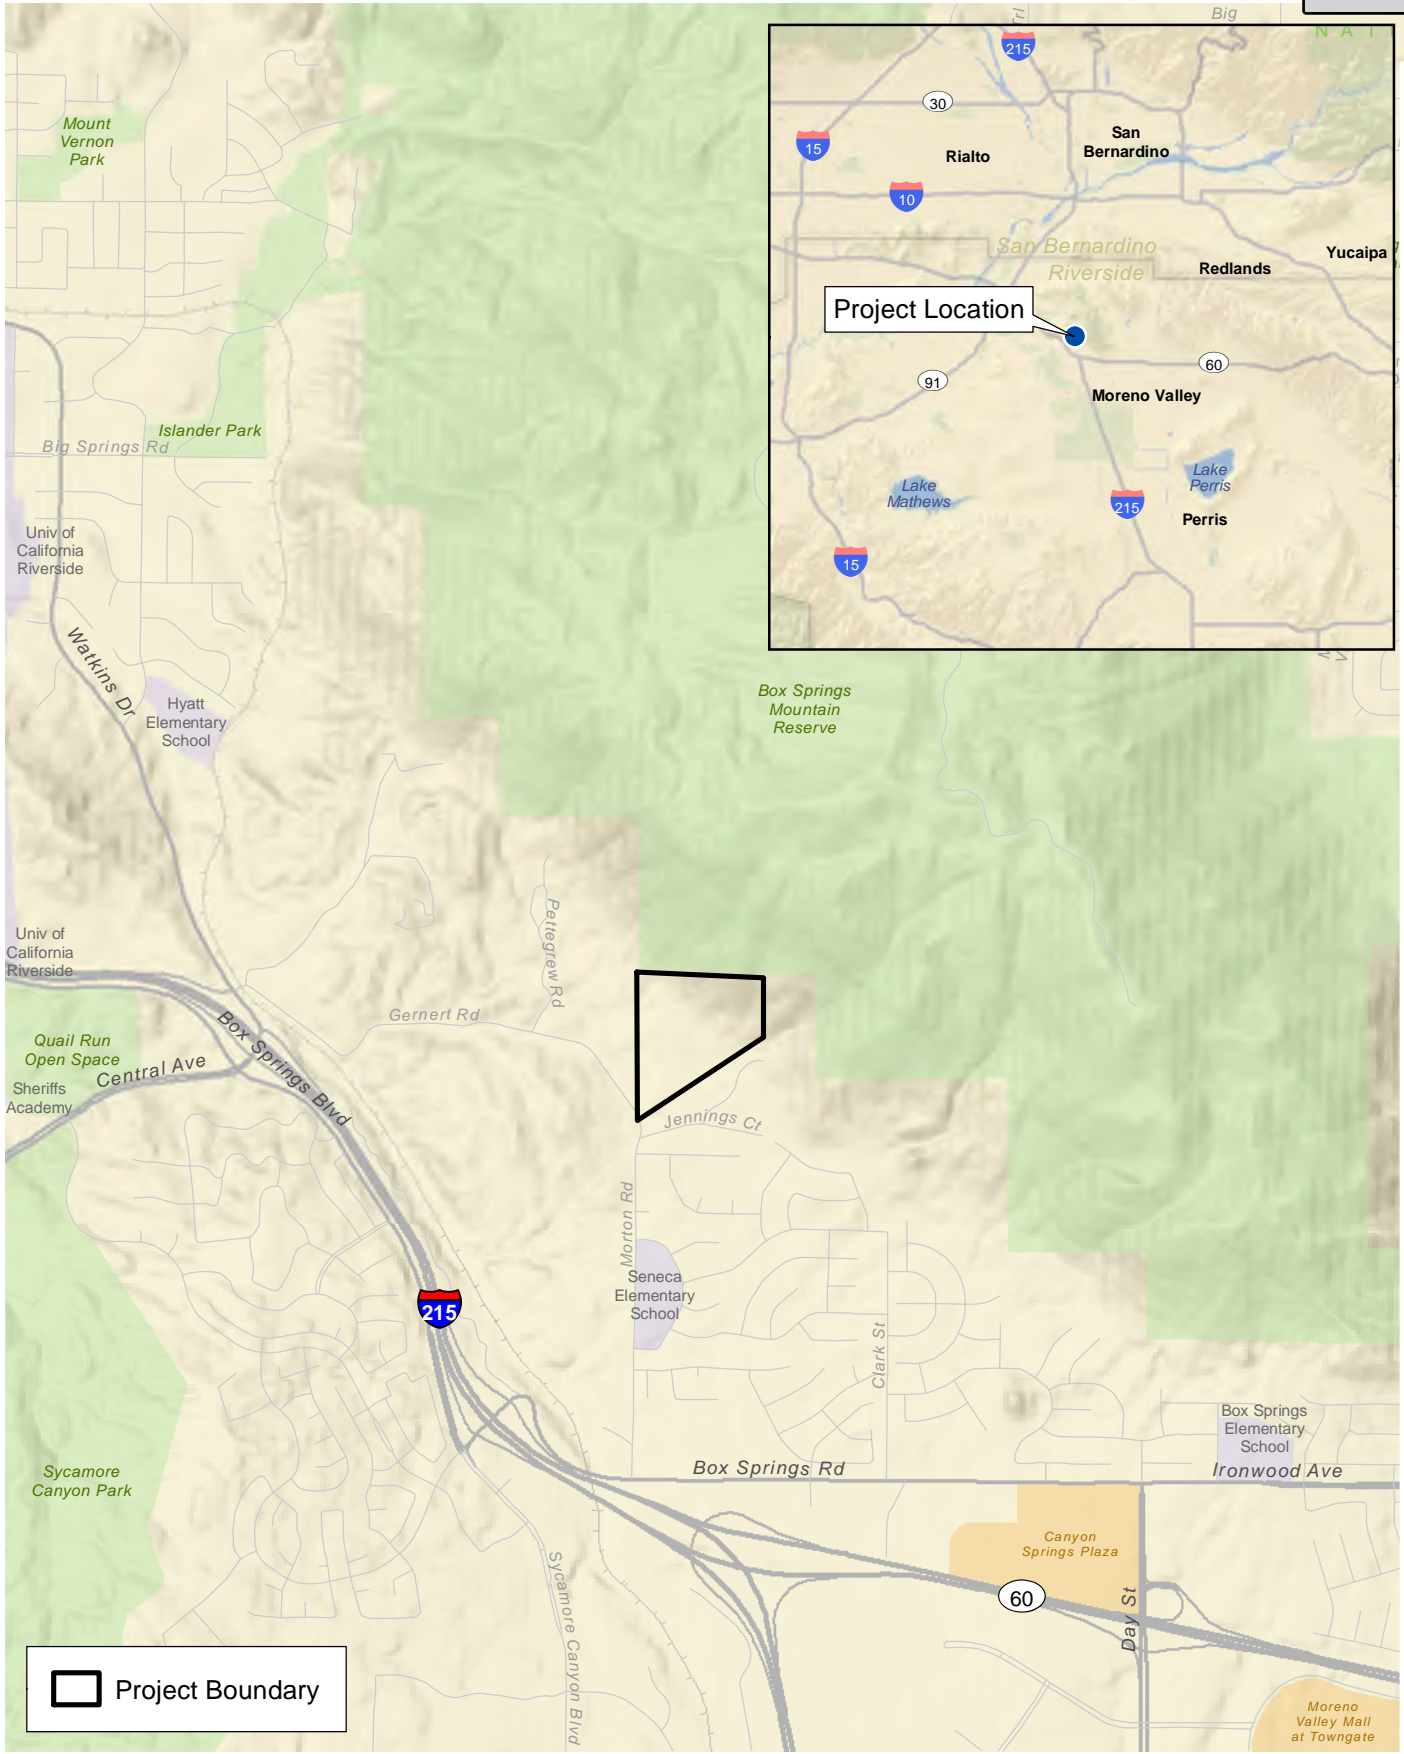 Big
Trl
N A T
215
30
15
Rialto
San
Bernardino
10
San Bernardino
Riverside
Yucaipa
Redlands
Project Location
60
91
Moreno Valley
Lake
Mathews
Lake
Perris
215
Perris
15
Mount
Vernon
Park
Islander Park
Big Springs Rd
Univ of
California
Riverside
Watkins Dr
Hyatt
Elementary
School
Box Springs
Mountain
Reserve
Pettegrew Rd
Univ of
California
Riverside
Gernert Rd
Box Springs Blvd
Quail Run
Open Space
Central Ave
Sheriffs
Academy
Jennings Ct
Morton Rd
Seneca
Elementary
School
215
Clark St
Box Springs
Elementary
School
Box Springs Rd
Ironwood Ave
Sycamore
Canyon Park
Canyon
Springs Plaza
Sycamore Canyon Blvd
60
Day St
Project Boundary
Moreno
Valley Mall
at Towngate